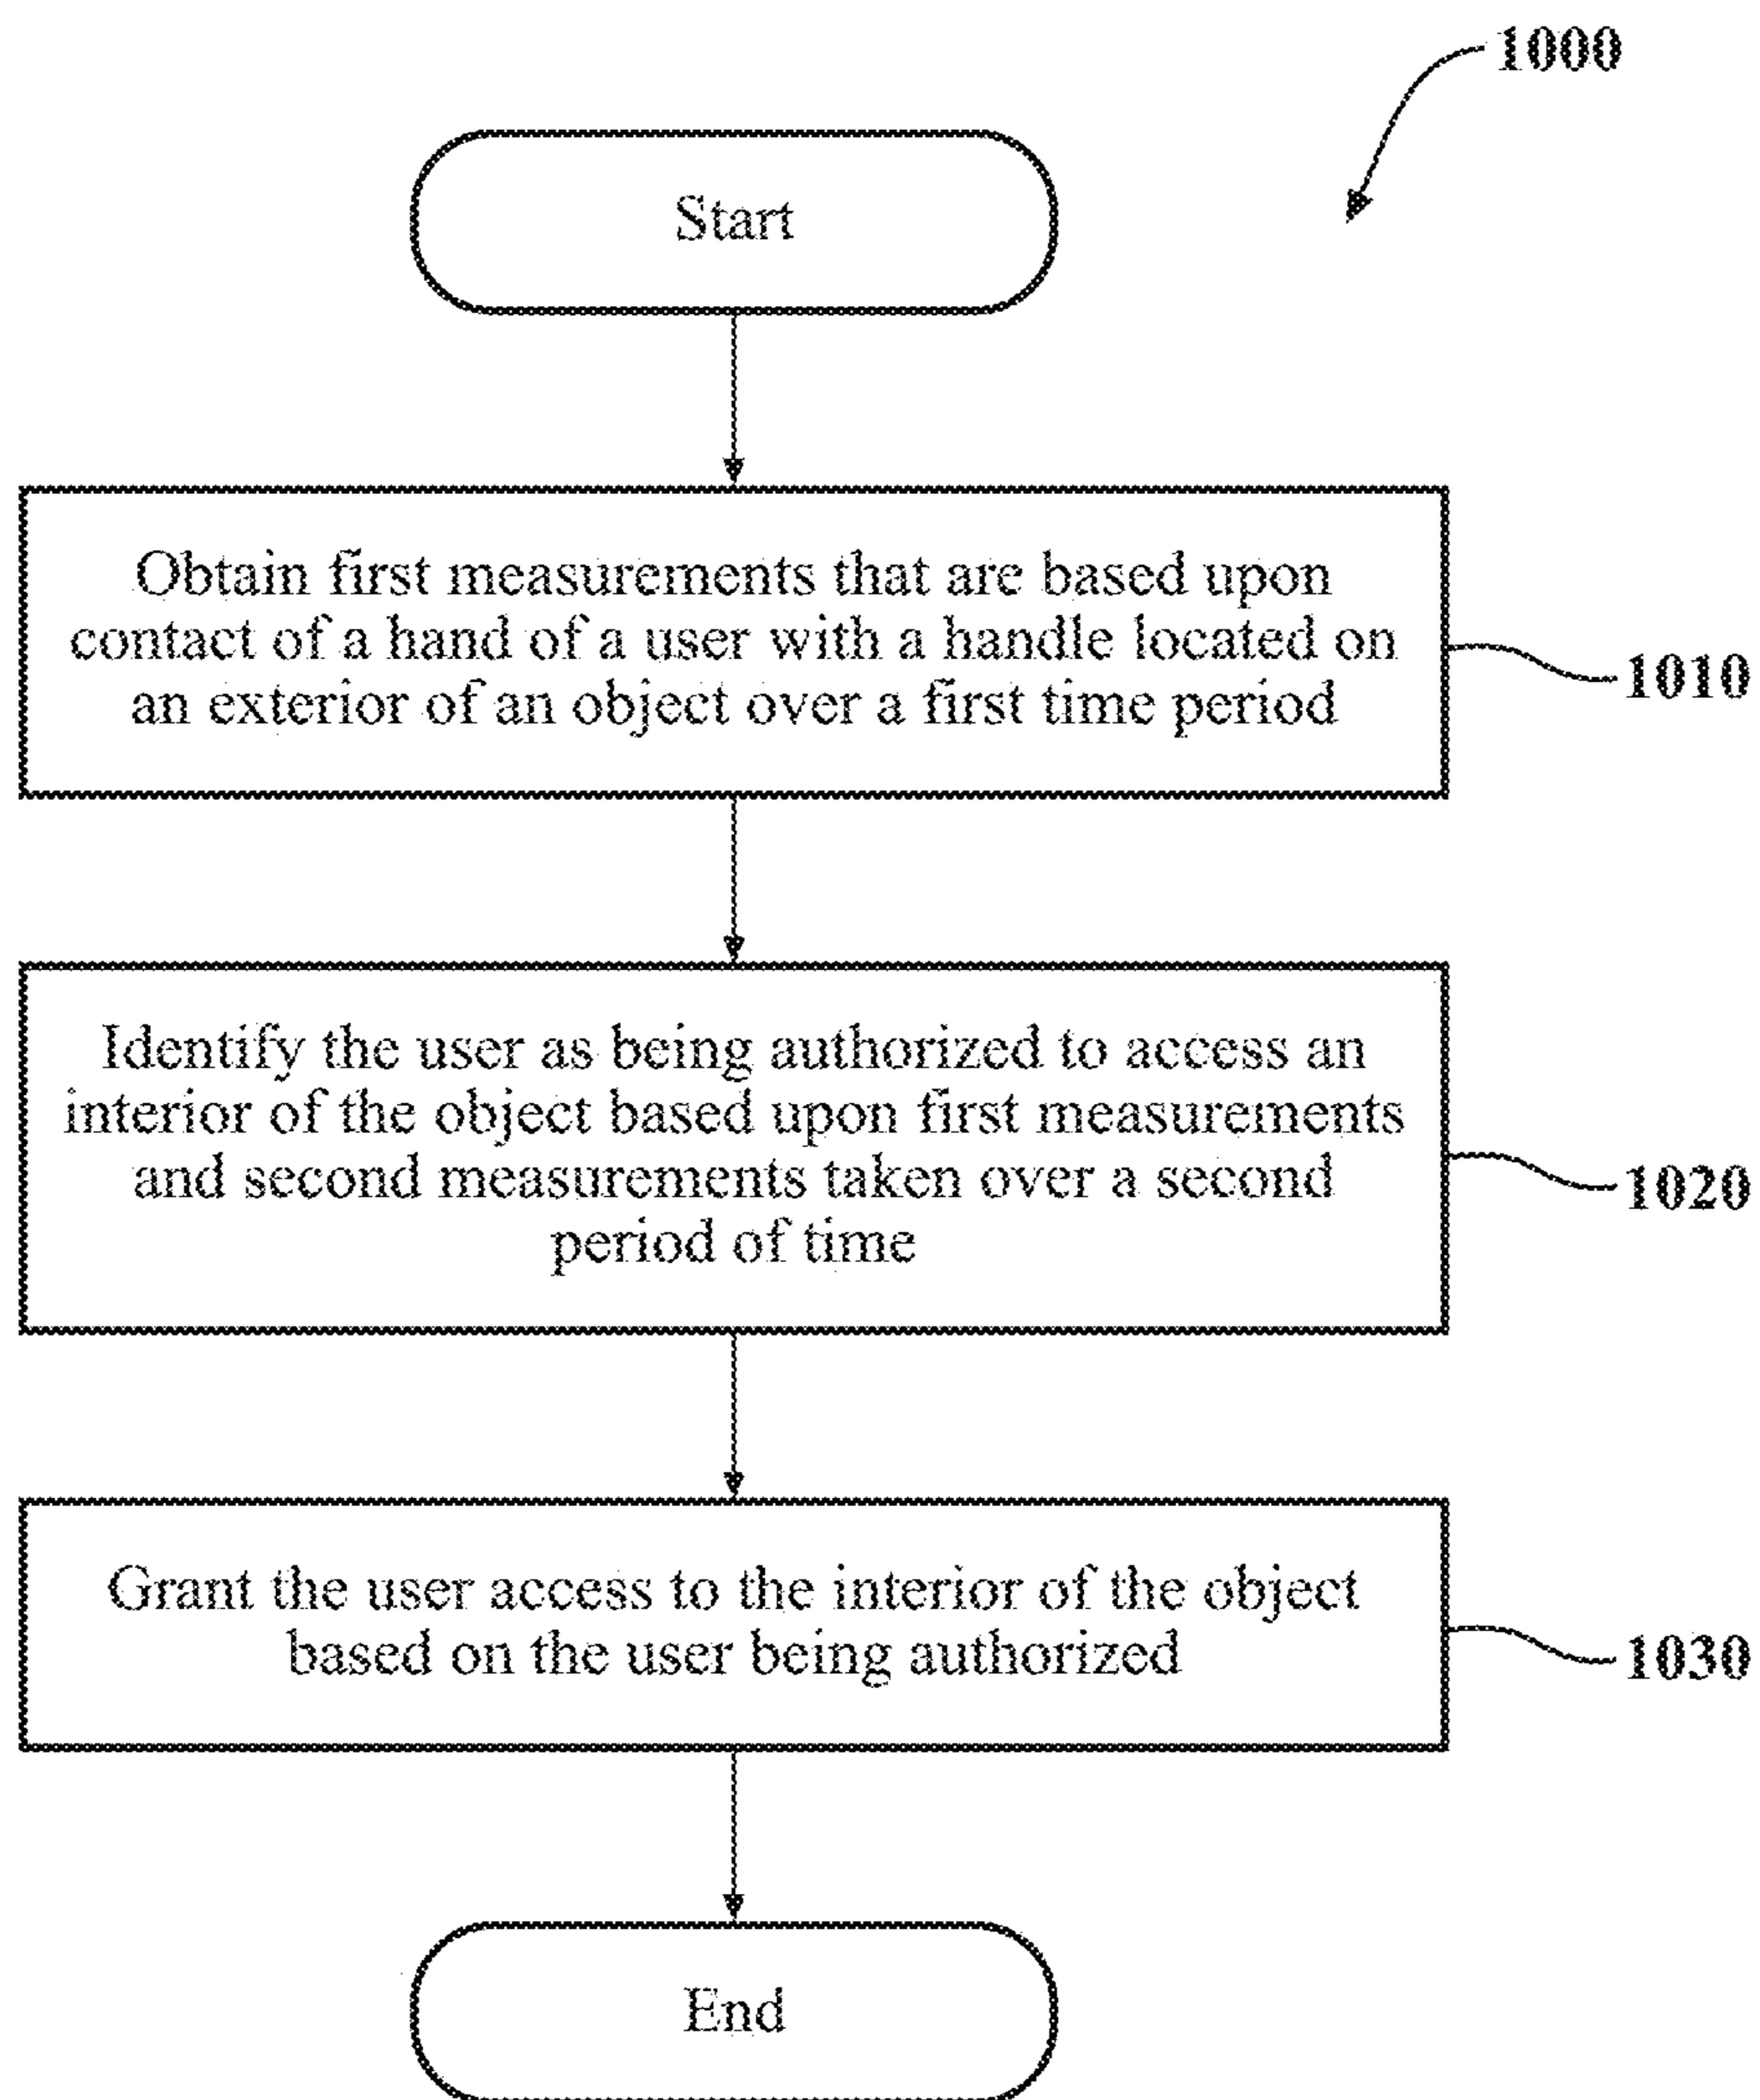 1000
Start
Obtain first measurements that are based upon
contact of a hand of a user with a handle located on
an exterior of an object over a first time period
1010
Identify the user as being authorized to access an
interior of the object based upon first measurements
and second measurements taken over a second
period of time
1020
Grant the user access to the interior of the object
based on the user being authorized
1030
End